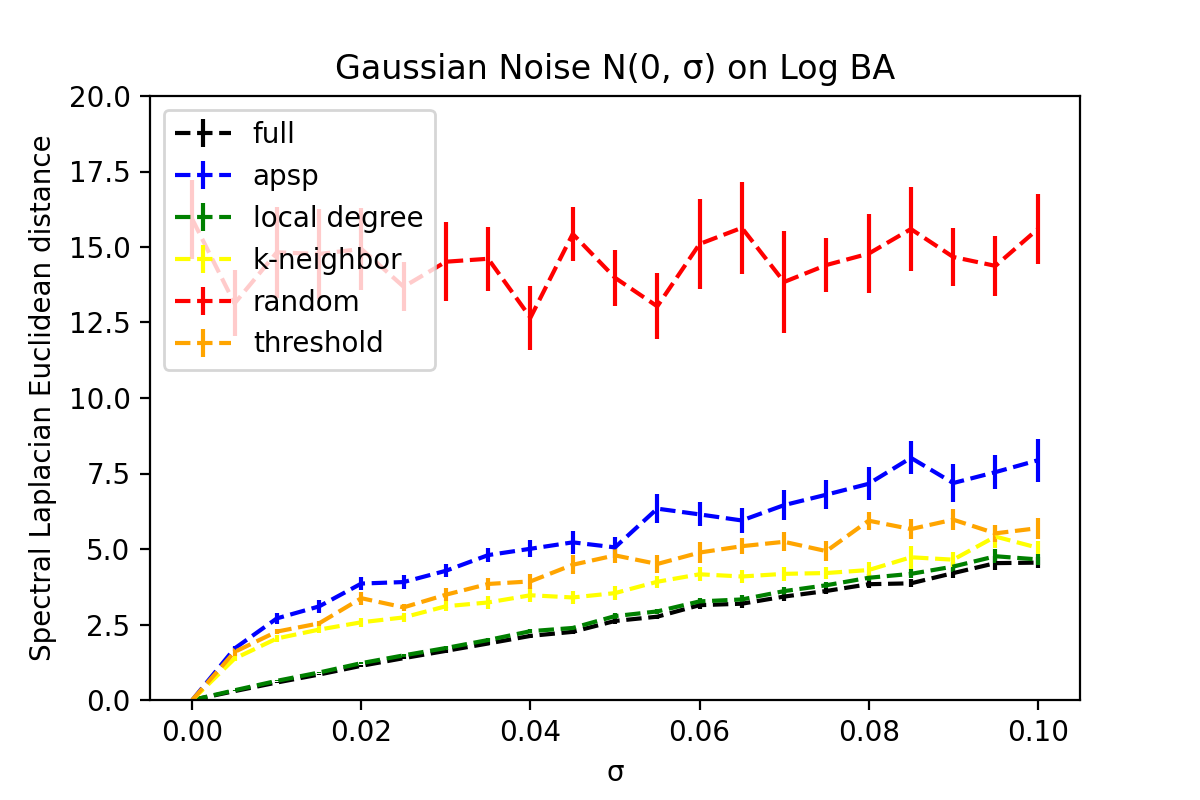 Gaussian Noise N(0, σ) on Log BA
Spectral Laplacian Euclidean distance
20.0
17.5
15.0
12.5
10.0
7.5
5.0
2.5
0.0
full
apsp
local degree
k-neighbor
random
threshold
0.00 0.02 0.04 0.06 0.08 0.10
σ